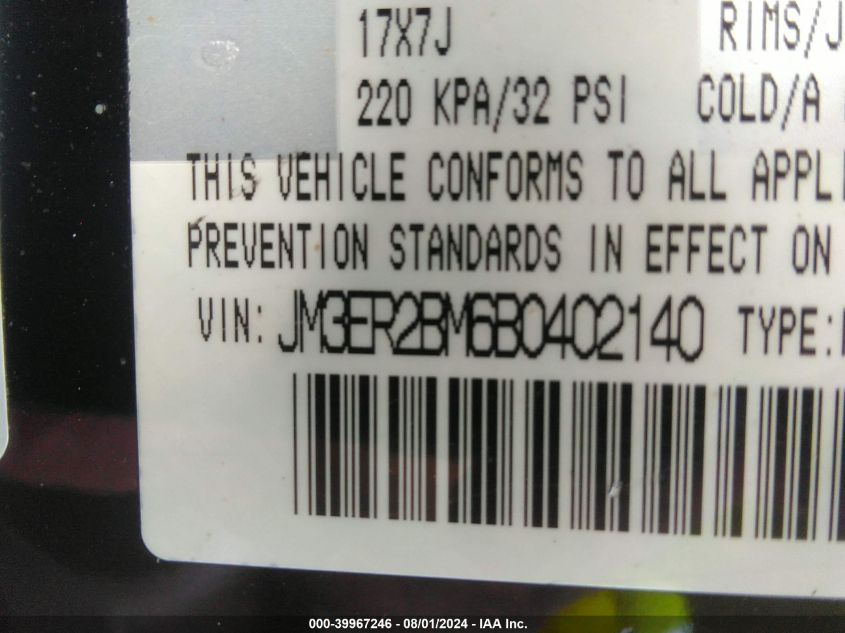 17X7J RIMS/J
220 KPA/32 PSI COLD/A
THIS VEHICLE CONFORMS TO ALL APPLI
PREVENTION STANDARDS IN EFFECT ON
VIN: JM3ER2BM6B0402140 TYPE:
000-39967246 - 08/01/2024 - IAA Inc.